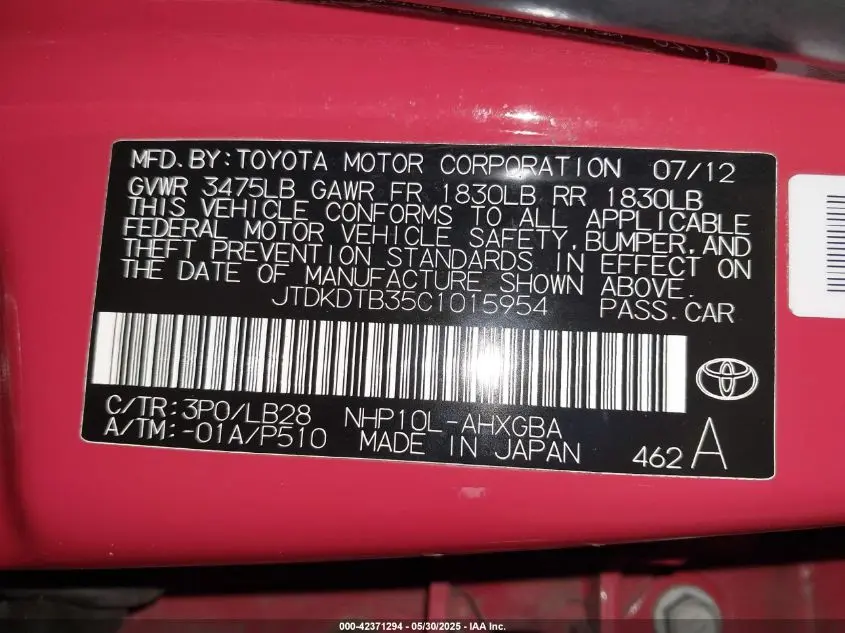 MFD.BY:TOYOTA MOTOR CORPORATION 07/12
GVWR 3475LB GAWR FR 1830LB RR 1830LB
THIS VEHICLE CONFORMS TO ALL APPLICABLE
FEDERAL MOTOR VEHICLE SAFETY,BUMPER,AND
THEFT PREVENTION STANDARDS IN EFFECT ON
THE DATE OF MANUFACTURE SHOWN ABOVE.
JTDKDTB35C1015954 PASS.CAR
C/TR:3P0/LB28 NHP10L-AHXGBA
A/TM:-01A/P510 MADE IN JAPAN
462 A
000-42371294 - 05/30/2025 - IAA Inc.